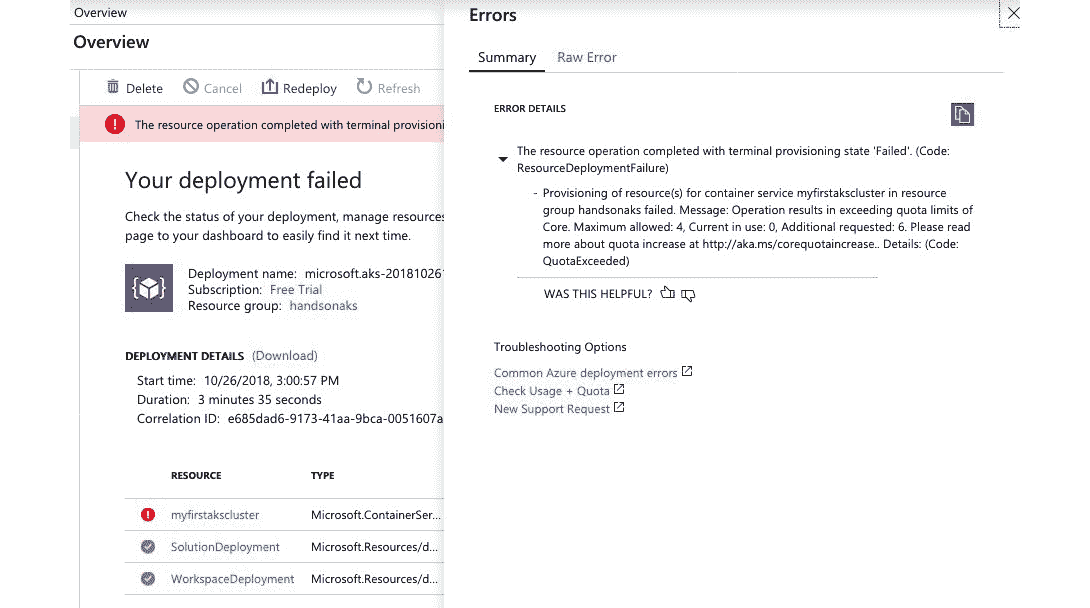 Overview
Overview
Delete Cancel Redeploy Refresh
The resource operation completed with terminal
Your deployment failed
Check the status of your deployment, manage resources
page to your dashboard to easily find it next time.
Deployment name: microsoft.aks-201810261
Subscription: Free Trial
Resource group: handsonaks
DEPLOYMENT DETAILS (Download)
Start time: 10/26/2018, 3:00:57 PM
Duration: 3 minutes 35 seconds
Correlation ID: e685dad6-9173-41aa-9bca-0051607a
RESOURCE TYPE
myfirstakscluster Microsoft.ContainerSer...
SolutionDeployment Microsoft.Resources/d...
WorkspaceDeployment Microsoft.Resources/d...
Errors
Summary Raw Error
ERROR DETAILS
The resource operation completed with terminal provisioning state 'Failed'. (Code:
ResourceDeploymentFailure)
- Provisioning of resource(s) for container service myfirstakscluster in resource
group handsonaks failed. Message: Operation results in exceeding quota limits of
Core. Maximum allowed: 4, Current in use: 0, Additional requested: 6. Please read
more about quota increase at http://aka.ms/corequotaincrease.. Details: (Code:
QuotaExceeded)
WAS THIS HELPFUL?
Troubleshooting Options
Common Azure deployment errors
Check Usage + Quota
New Support Request